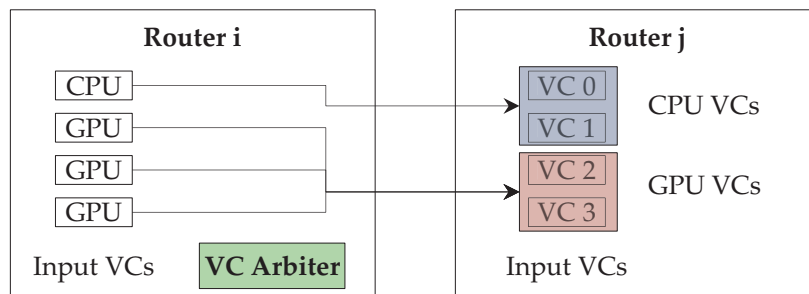 Router i
CPU
GPU
GPU
GPU
Input VCs
VC Arbiter
Router j
VC 0
VC 1
CPU VCs
VC 2
VC 3
GPU VCs
Input VCs